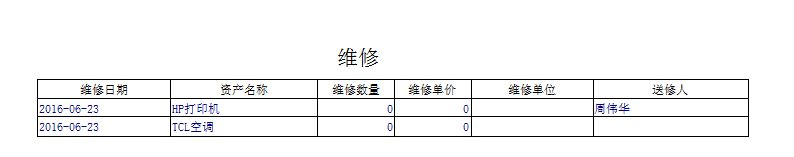 维修
维修日期 资产名称 维修数量 维修单价 维修单位 送修人
2016-06-23 HP打印机 0 0 周伟华
2016-06-23 TCL空调 0 0